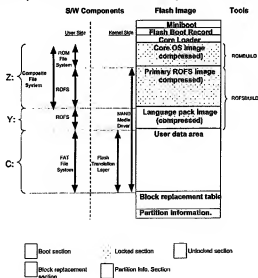 S/W Components
Flash Image
Tools
User Side
Kernel Side
Miniboot
Flash Boot Record
Core Loader
ROM
File
System
Core OS Image
(compressed)
ROMBUILD
Z:
Composite
File
System
ROFS
Primary ROFS image
(compressed)
ROFSBUILD
Y:
ROFS
NAND
Media
Driver
Language pack image
(compressed)
User data area
C:
FAT
File
System
Flash
Translation
Layer
Block replacement table
Partition information.
Boot section
Locked section
Unlocked section
Block replacement
section
Partition Info. Section